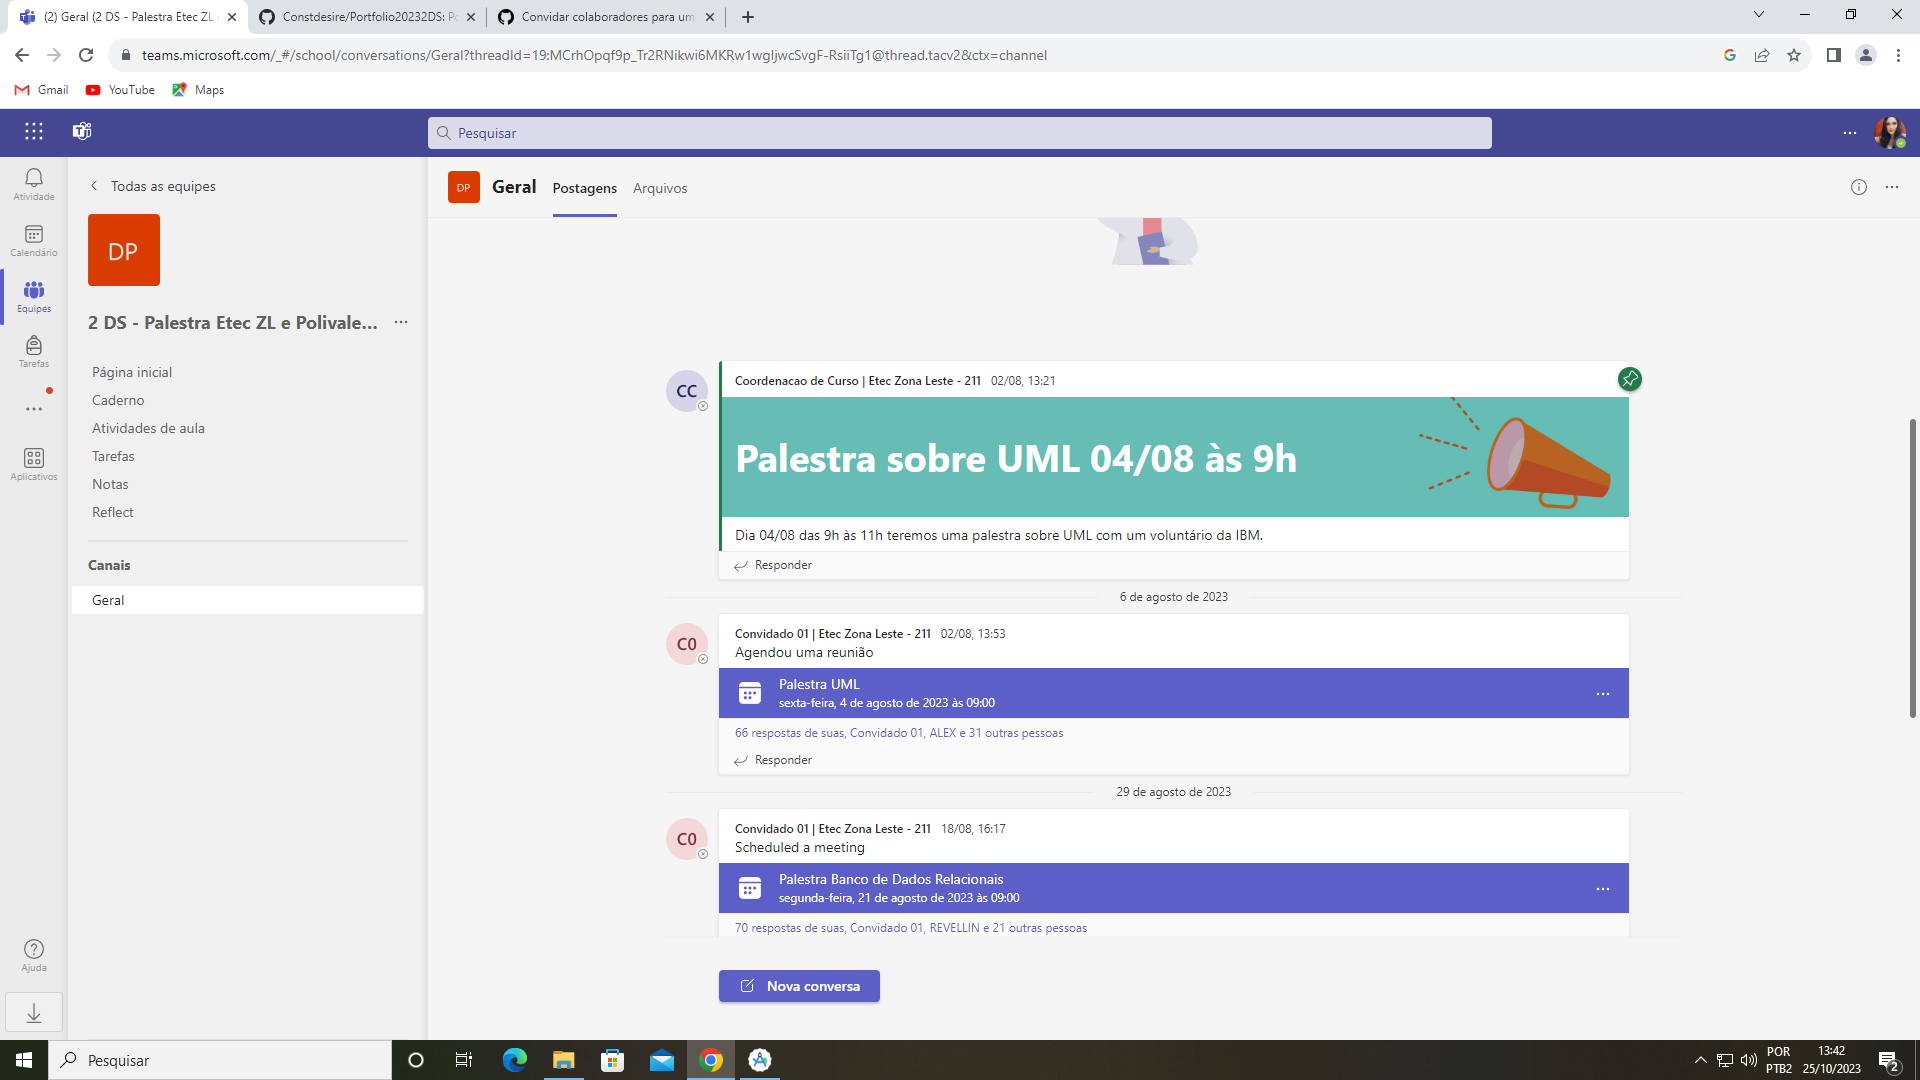 (2) Geral (2 DS - Palestra Etec ZL
Constdesire/Portfolio20232DS: Po
Convidar colaboradores para um
teams.microsoft.com/_#/school/conversations/Geral?threadId=19:MCrhOpqf9p_Tr2RNikwi6MKRw1wgIjwcSvgF-RsiiTg1@thread.tacv2&ctx=channel
Gmail YouTube Maps
Pesquisar
Atividade
Calendário
Equipes
Tarefas
Aplicativos
Ajuda
Todas as equipes
DP
2 DS - Palestra Etec ZL e Polivale...
Página inicial
Caderno
Atividades de aula
Tarefas
Notas
Reflect
Canais
Geral
DP Geral Postagens Arquivos
CC
Coordenacao de Curso | Etec Zona Leste - 211 02/08, 13:21
Palestra sobre UML 04/08 às 9h
Dia 04/08 das 9h às 11h teremos uma palestra sobre UML com um voluntário da IBM.
Responder
6 de agosto de 2023
C0
Convidado 01 | Etec Zona Leste - 211 02/08, 13:53
Agendou uma reunião
Palestra UML
sexta-feira, 4 de agosto de 2023 às 09:00
66 respostas de suas, Convidado 01, ALEX e 31 outras pessoas
Responder
29 de agosto de 2023
C0
Convidado 01 | Etec Zona Leste - 211 18/08, 16:17
Scheduled a meeting
Palestra Banco de Dados Relacionais
segunda-feira, 21 de agosto de 2023 às 09:00
70 respostas de suas, Convidado 01, REVELLIN e 21 outras pessoas
Nova conversa
Pesquisar
POR
PTB2
13:42
25/10/2023
2